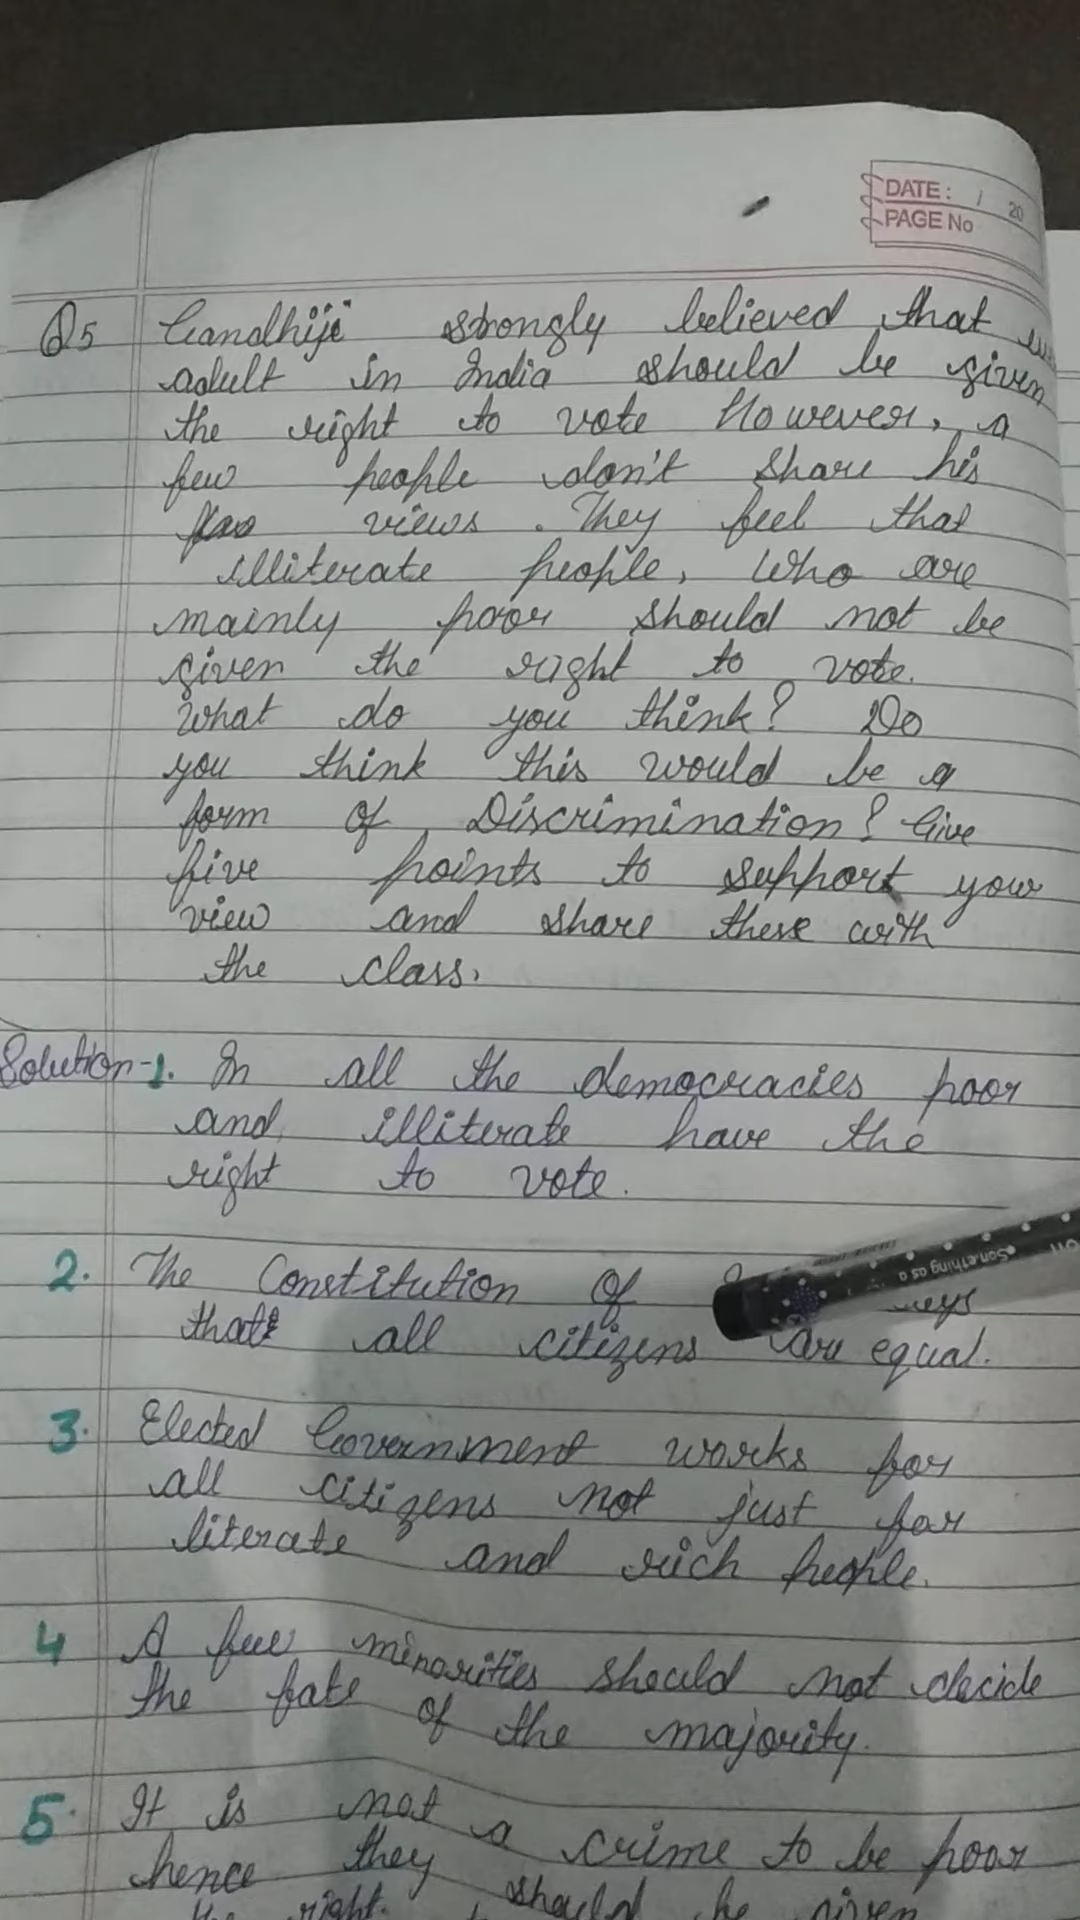 DATE: / 20
PAGE No
Q5 Gandhiji strongly believed that
adult in India should be given
the right to vote However, a
few people don't share his
views. They feel that
illiterate people, Who are
mainly poor should not be
given the right to vote.
What do you think? Do
you think this would be a
form of Discrimination? Give
five points to support your
view and share these with
the class.
Solution-1. In all the democracies poor
and illiterate have the
right to vote.
2. The Constitution Of
that all citizens are equal.
3. Elected Government works for
all citizens not just for
literate and rich people.
4 A few minorities should not decide
the fate of the majority.
5. It is not a crime to be poor
hence they should be given
the right.
Something as a